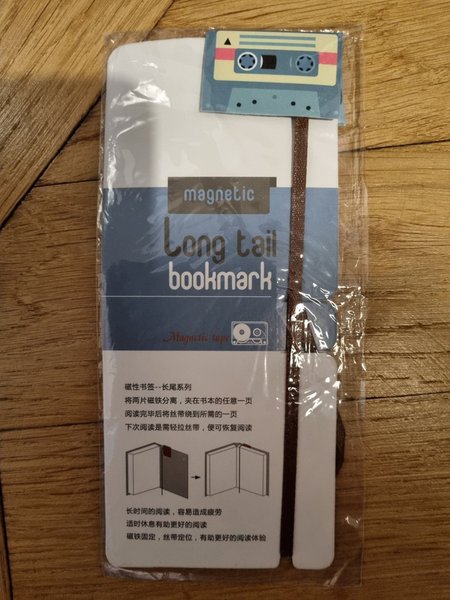 magnetic
Long tail
bookmark
Magnetic tape
磁性书签--长尾系列
将两片磁铁分离，夹在书本的任意一页
阅读完毕后将丝带绕到所需的一页
下次阅读是需轻拉丝带，便可恢复阅读
长时间的阅读，容易造成疲劳
适时休息有助更好的阅读
磁铁固定，丝带定位，有助更好的阅读体验